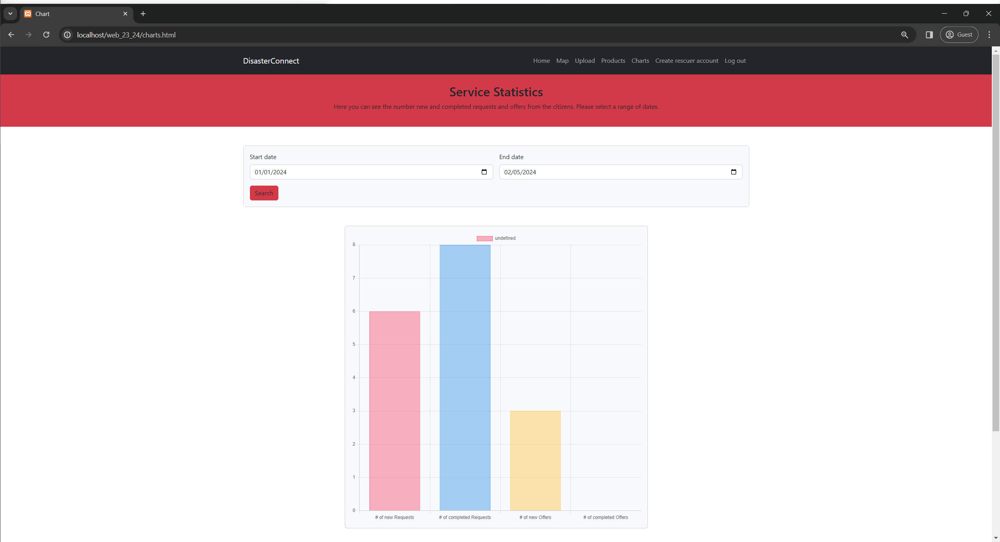 Chart
localhost/web_23_24/charts.html
Guest
DisasterConnect
Home Map Upload Products Charts Create rescuer account Log out
Service Statistics
Here you can see the number new and completed requests and offers from the citizens. Please select a range of dates.
Start date End date
01/01/2024 02/05/2024
Search
undefined
8
7
6
5
4
3
2
1
0
# of new Requests # of completed Requests # of new Offers # of completed Offers